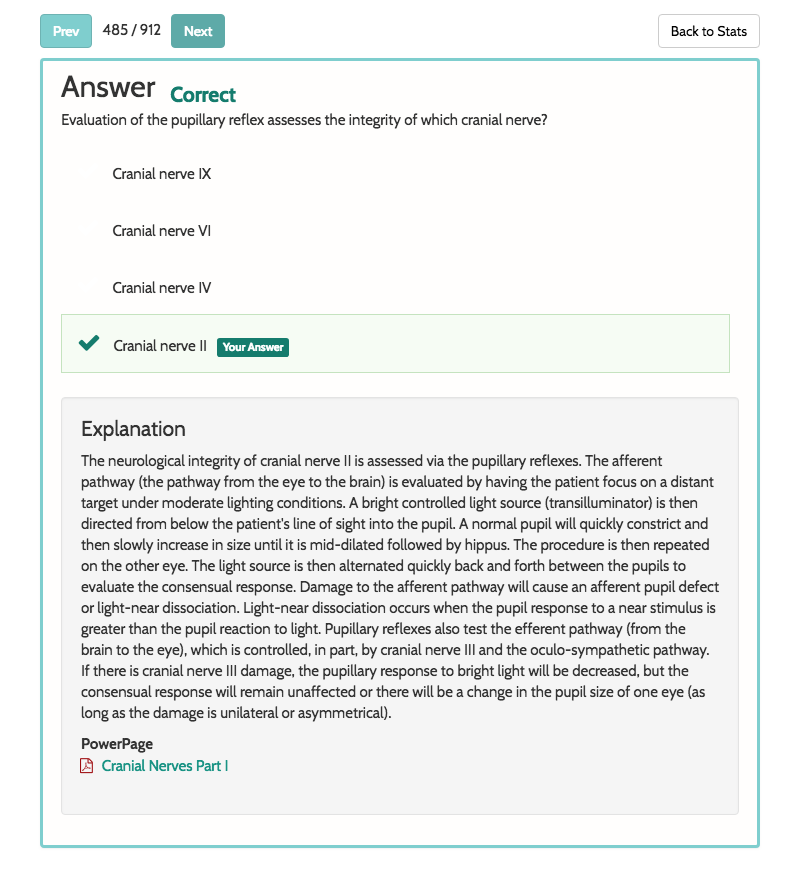 Prev 485 / 912 Next Back to Stats
Answer Correct
Evaluation of the pupillary reflex assesses the integrity of which cranial nerve?
Cranial nerve IX
Cranial nerve VI
Cranial nerve IV
Cranial nerve II Your Answer
Explanation
The neurological integrity of cranial nerve II is assessed via the pupillary reflexes. The afferent
pathway (the pathway from the eye to the brain) is evaluated by having the patient focus on a distant
target under moderate lighting conditions. A bright controlled light source (transilluminator) is then
directed from below the patient's line of sight into the pupil. A normal pupil will quickly constrict and
then slowly increase in size until it is mid-dilated followed by hippus. The procedure is then repeated
on the other eye. The light source is then alternated quickly back and forth between the pupils to
evaluate the consensual response. Damage to the afferent pathway will cause an afferent pupil defect
or light-near dissociation. Light-near dissociation occurs when the pupil response to a near stimulus is
greater than the pupil reaction to light. Pupillary reflexes also test the efferent pathway (from the
brain to the eye), which is controlled, in part, by cranial nerve III and the oculo-sympathetic pathway.
If there is cranial nerve III damage, the pupillary response to bright light will be decreased, but the
consensual response will remain unaffected or there will be a change in the pupil size of one eye (as
long as the damage is unilateral or asymmetrical).
PowerPage
Cranial Nerves Part I